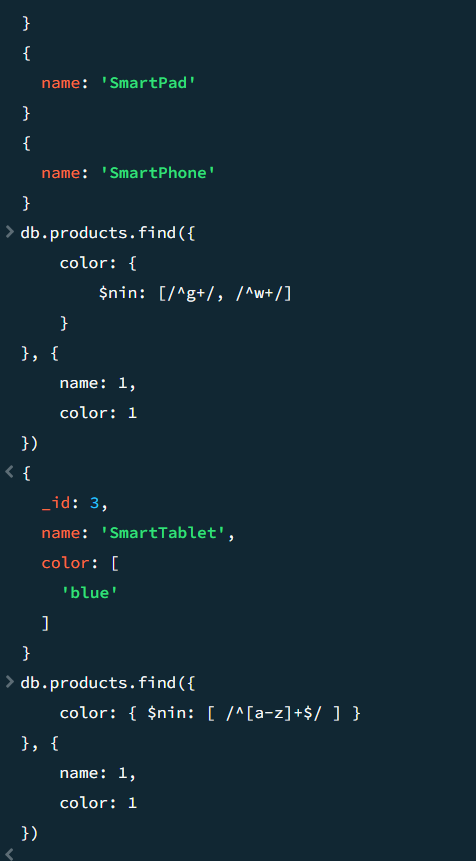 }
{
  name: 'SmartPad'
}
{
  name: 'SmartPhone'
}
> db.products.find({
    color: {
        $nin: [/^g+/, /^w+/]
    }
}, {
    name: 1,
    color: 1
})
< {
  _id: 3,
  name: 'SmartTablet',
  color: [
    'blue'
  ]
}
> db.products.find({
    color: { $nin: [ /^[a-z]+$/ ] }
}, {
    name: 1,
    color: 1
})
<